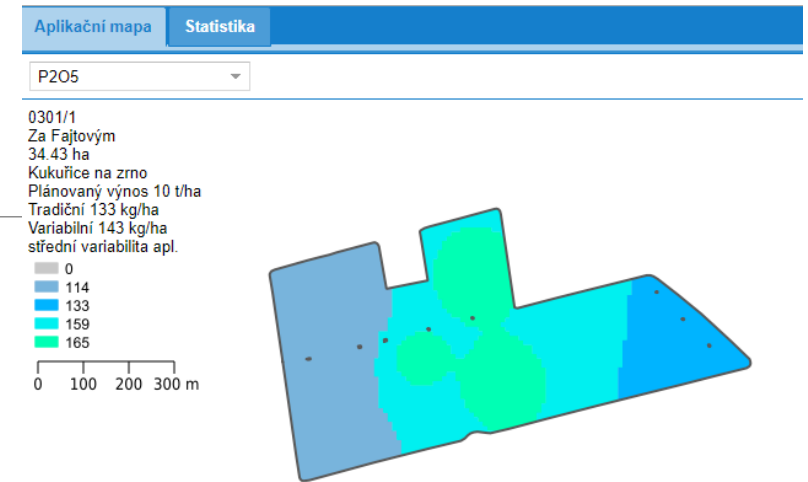 Aplikační mapa Statistika
P2O5
0301/1
Za Fajtovým
34.43 ha
Kukuřice na zrno
Plánovaný výnos 10 t/ha
Tradiční 133 kg/ha
Variabilní 143 kg/ha
střední variabilita apl.
0
114
133
159
165
0 100 200 300 m